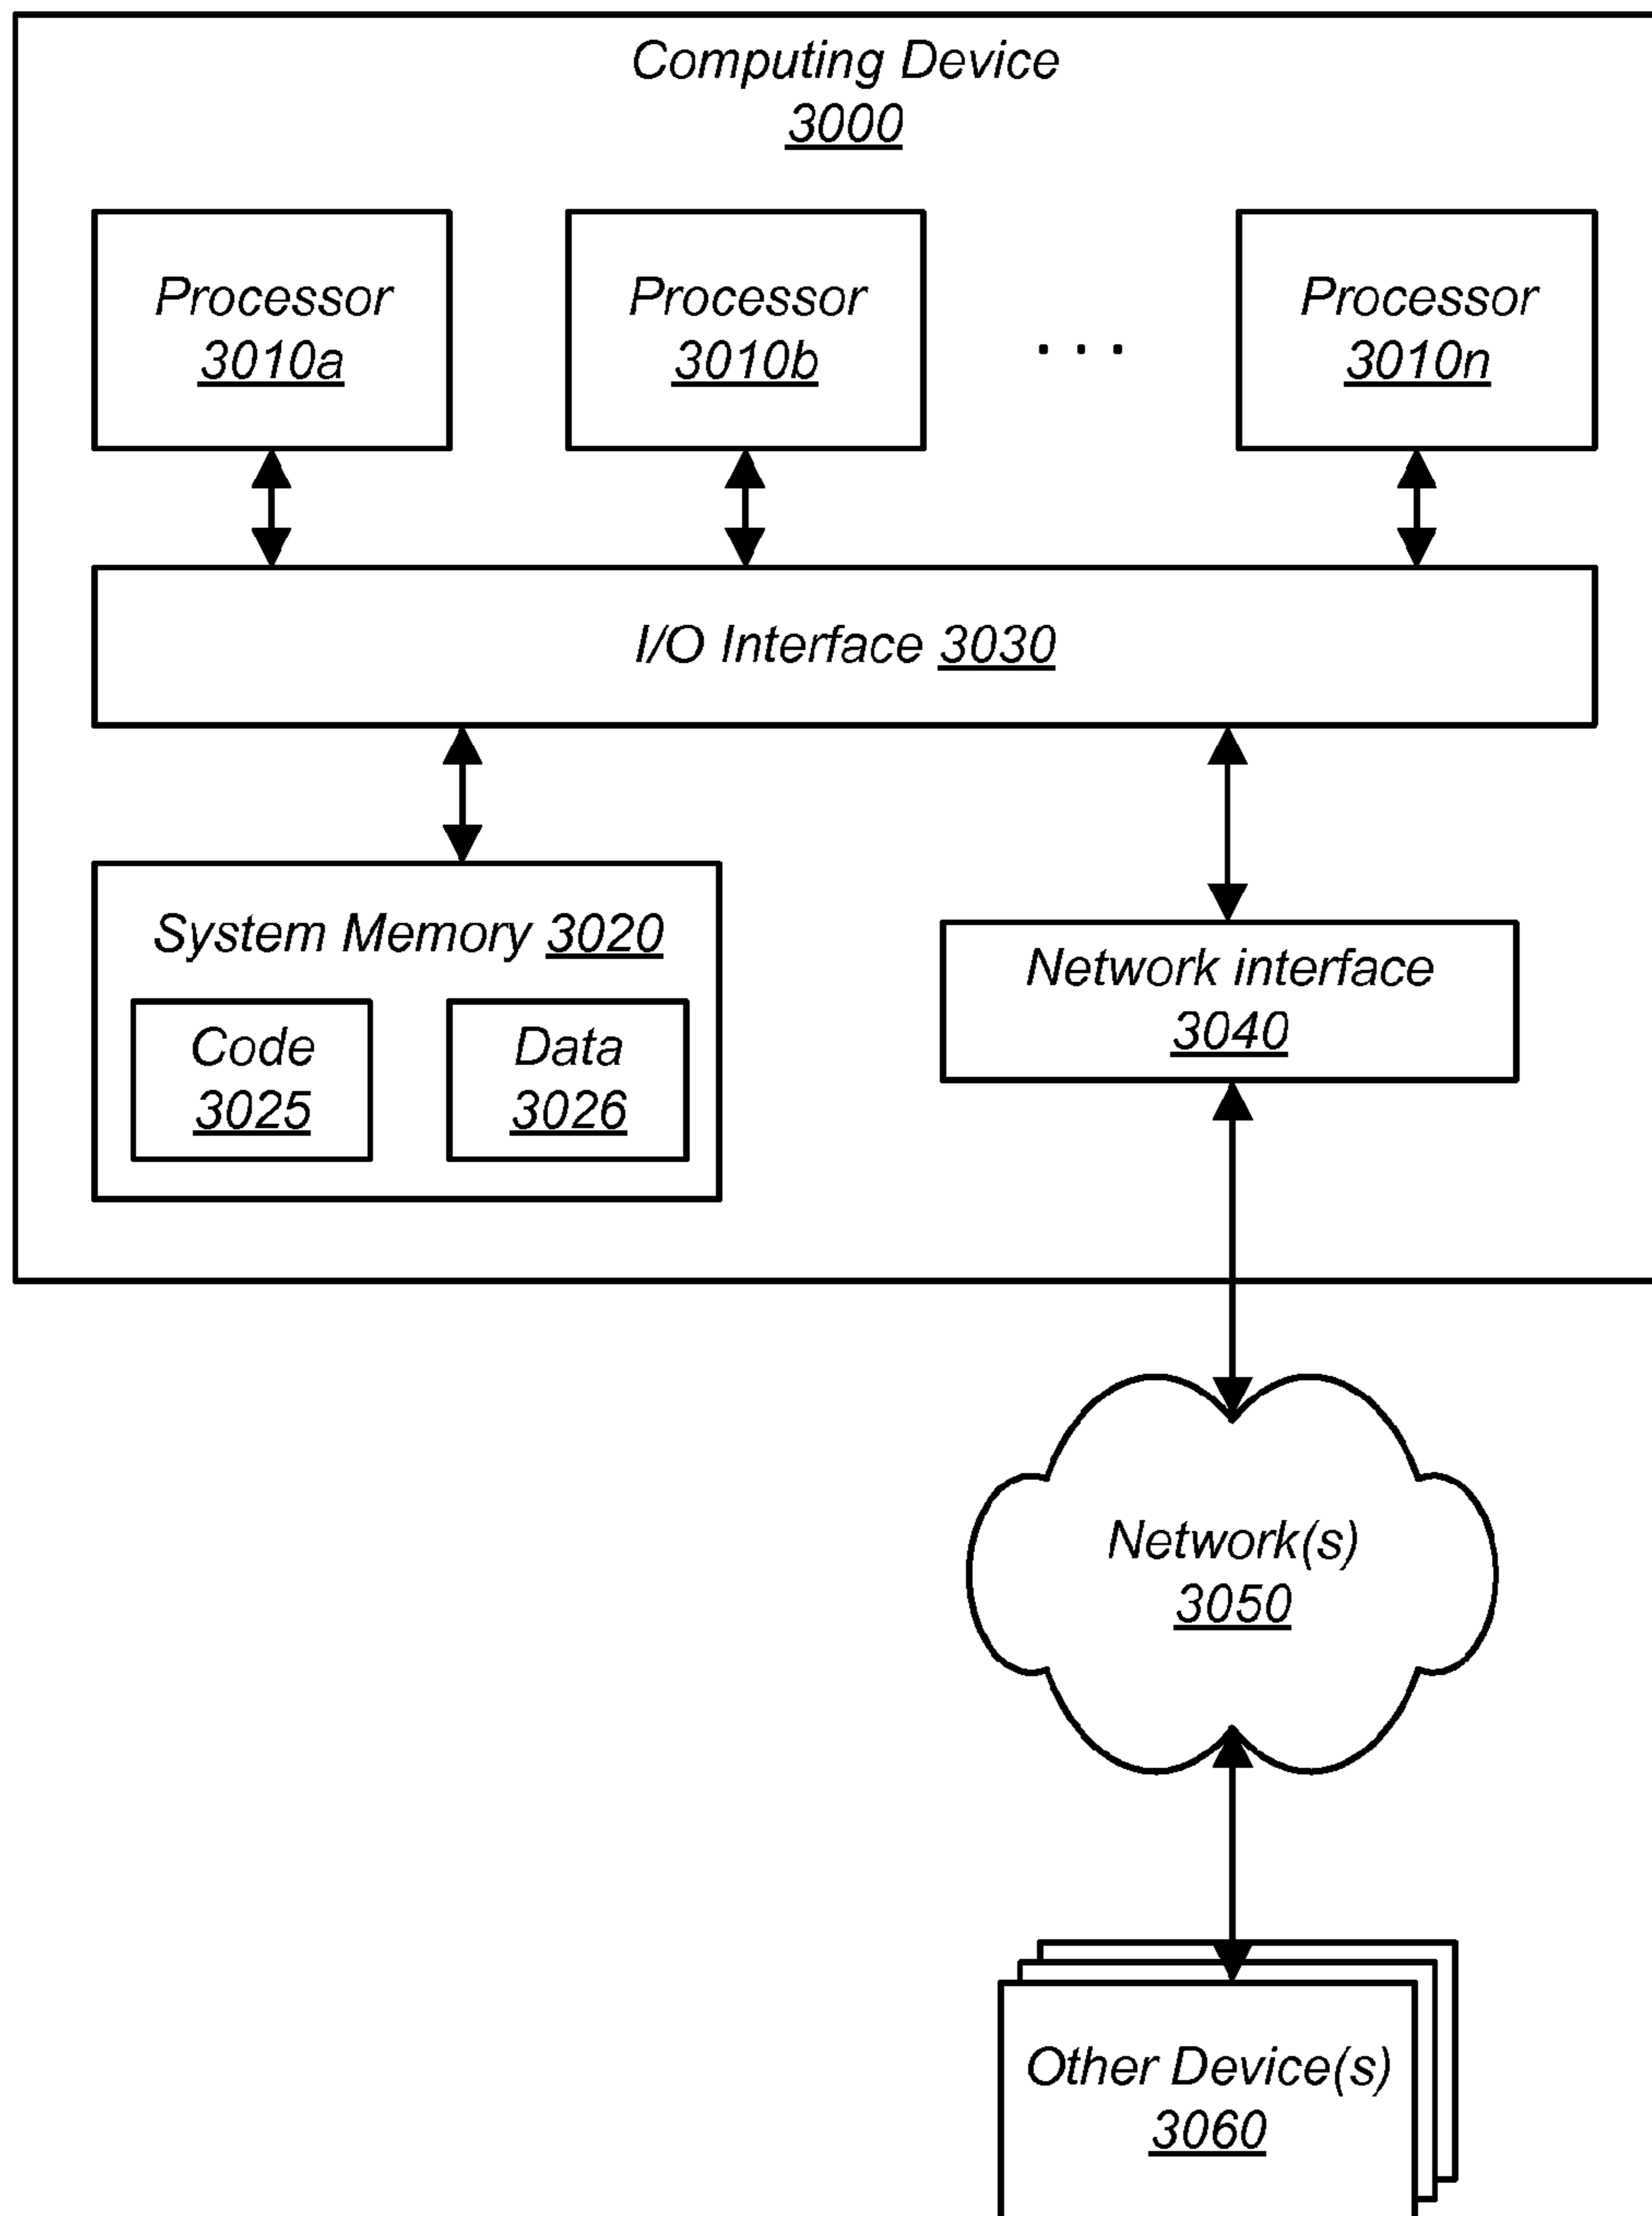 Computing Device
3000
Processor
3010a
Processor
3010b
. . .
Processor
3010n
I/O Interface 3030
System Memory 3020
Code
3025
Data
3026
Network interface
3040
Network(s)
3050
Other Device(s)
3060